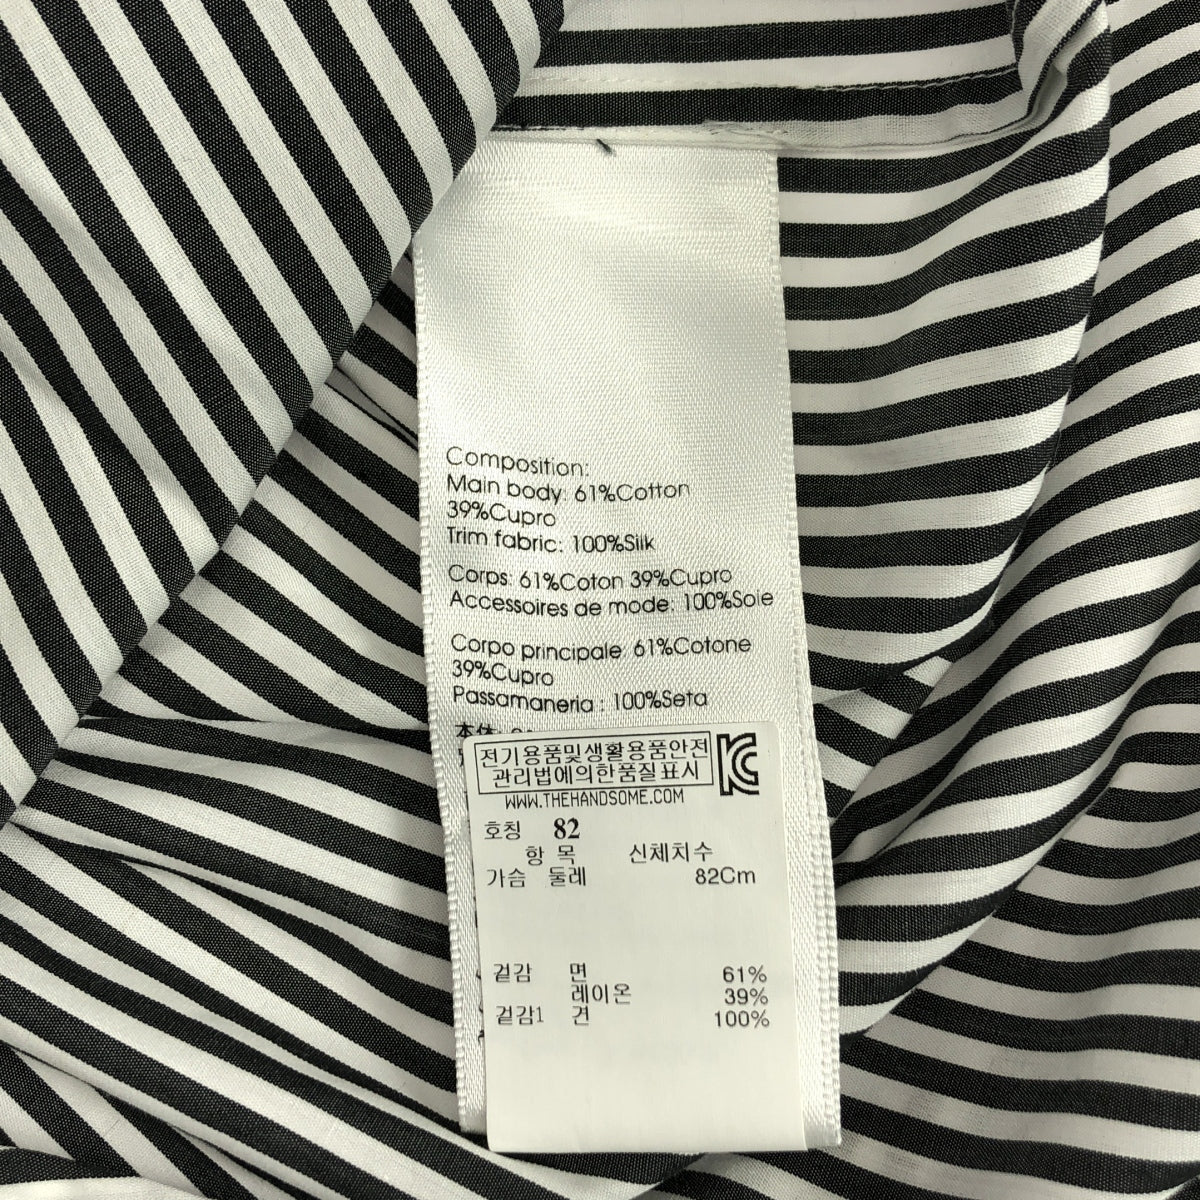 Composition:
Main body: 61%Cotton
39%Cupro
Trim fabric: 100%Silk
Corps: 61%Coton 39%Cupro
Accessoires de mode: 100%Soie
Corpo principale: 61%Cotone
39%Cupro
Passamaneria : 100%Seta
本体:
전기용품및생활용품안전
관리법에의한품질표시
KC
WWW.THEHANDSOME.COM
호칭 82
항 목 신체치수
가슴 둘레 82Cm
겉감 면 61%
레이온 39%
겉감1 견 100%